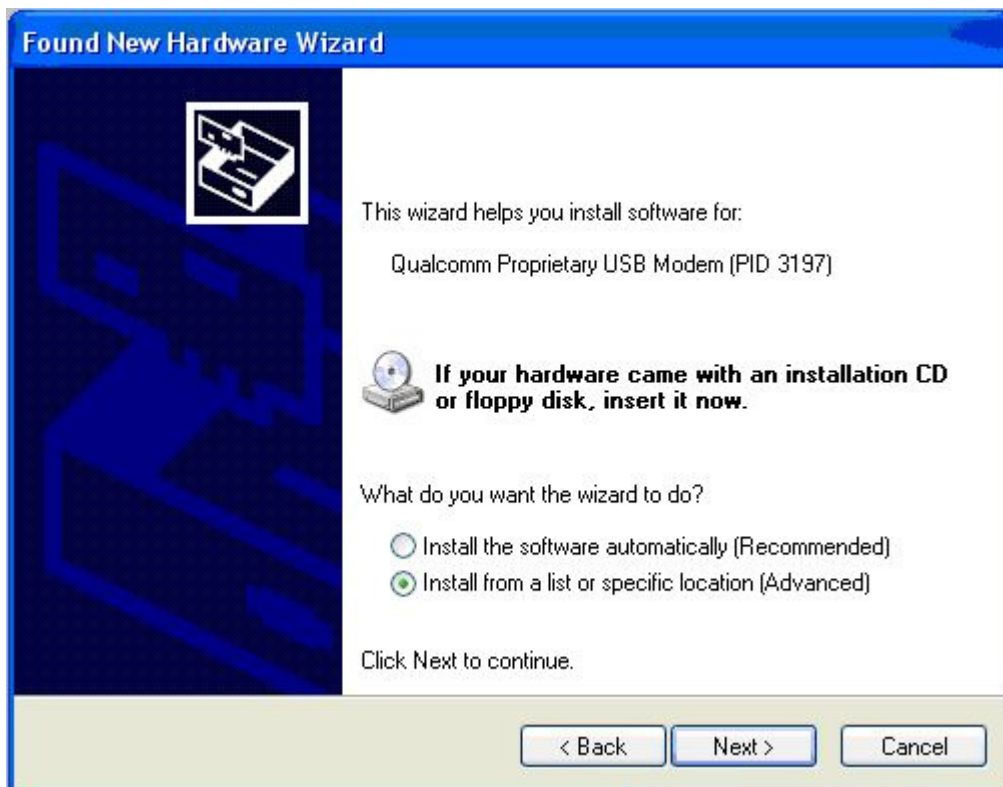 Found New Hardware Wizard
This wizard helps you install software for:
Qualcomm Proprietary USB Modem (PID 3197)
If your hardware came with an installation CD
or floppy disk, insert it now.
What do you want the wizard to do?
Install the software automatically (Recommended)
Install from a list or specific location (Advanced)
Click Next to continue.
< Back Next > Cancel